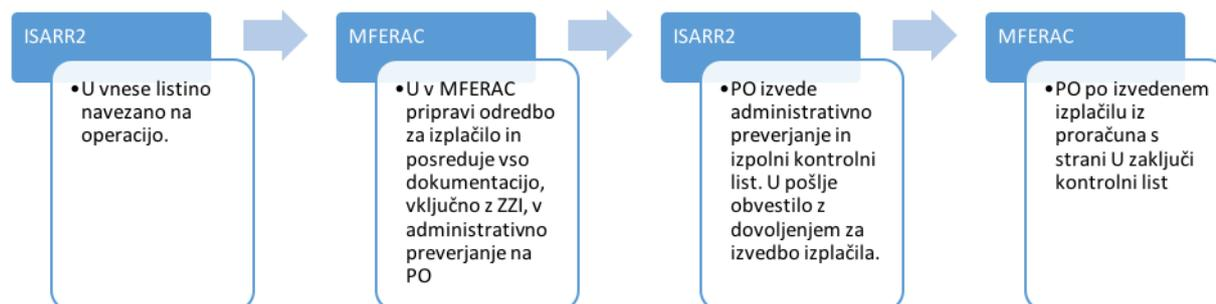 ISARR2
•U vnese listino
navezano na
operacijo.
MFERAC
•U v MFERAC
pripravi odredbo
za izplačilo in
posreduje vso
dokumentacijo,
vključno z ZZI, v
administrativno
preverjanje na
PO
ISARR2
•PO izvede
administrativno
preverjanje in
izpolni kontrolni
list. U pošlje
obvestilo z
dovoljenjem za
izvedbo izplačila.
MFERAC
•PO po izvedenem
izplačilu iz
proračuna s
strani U zaključi
kontrolni list